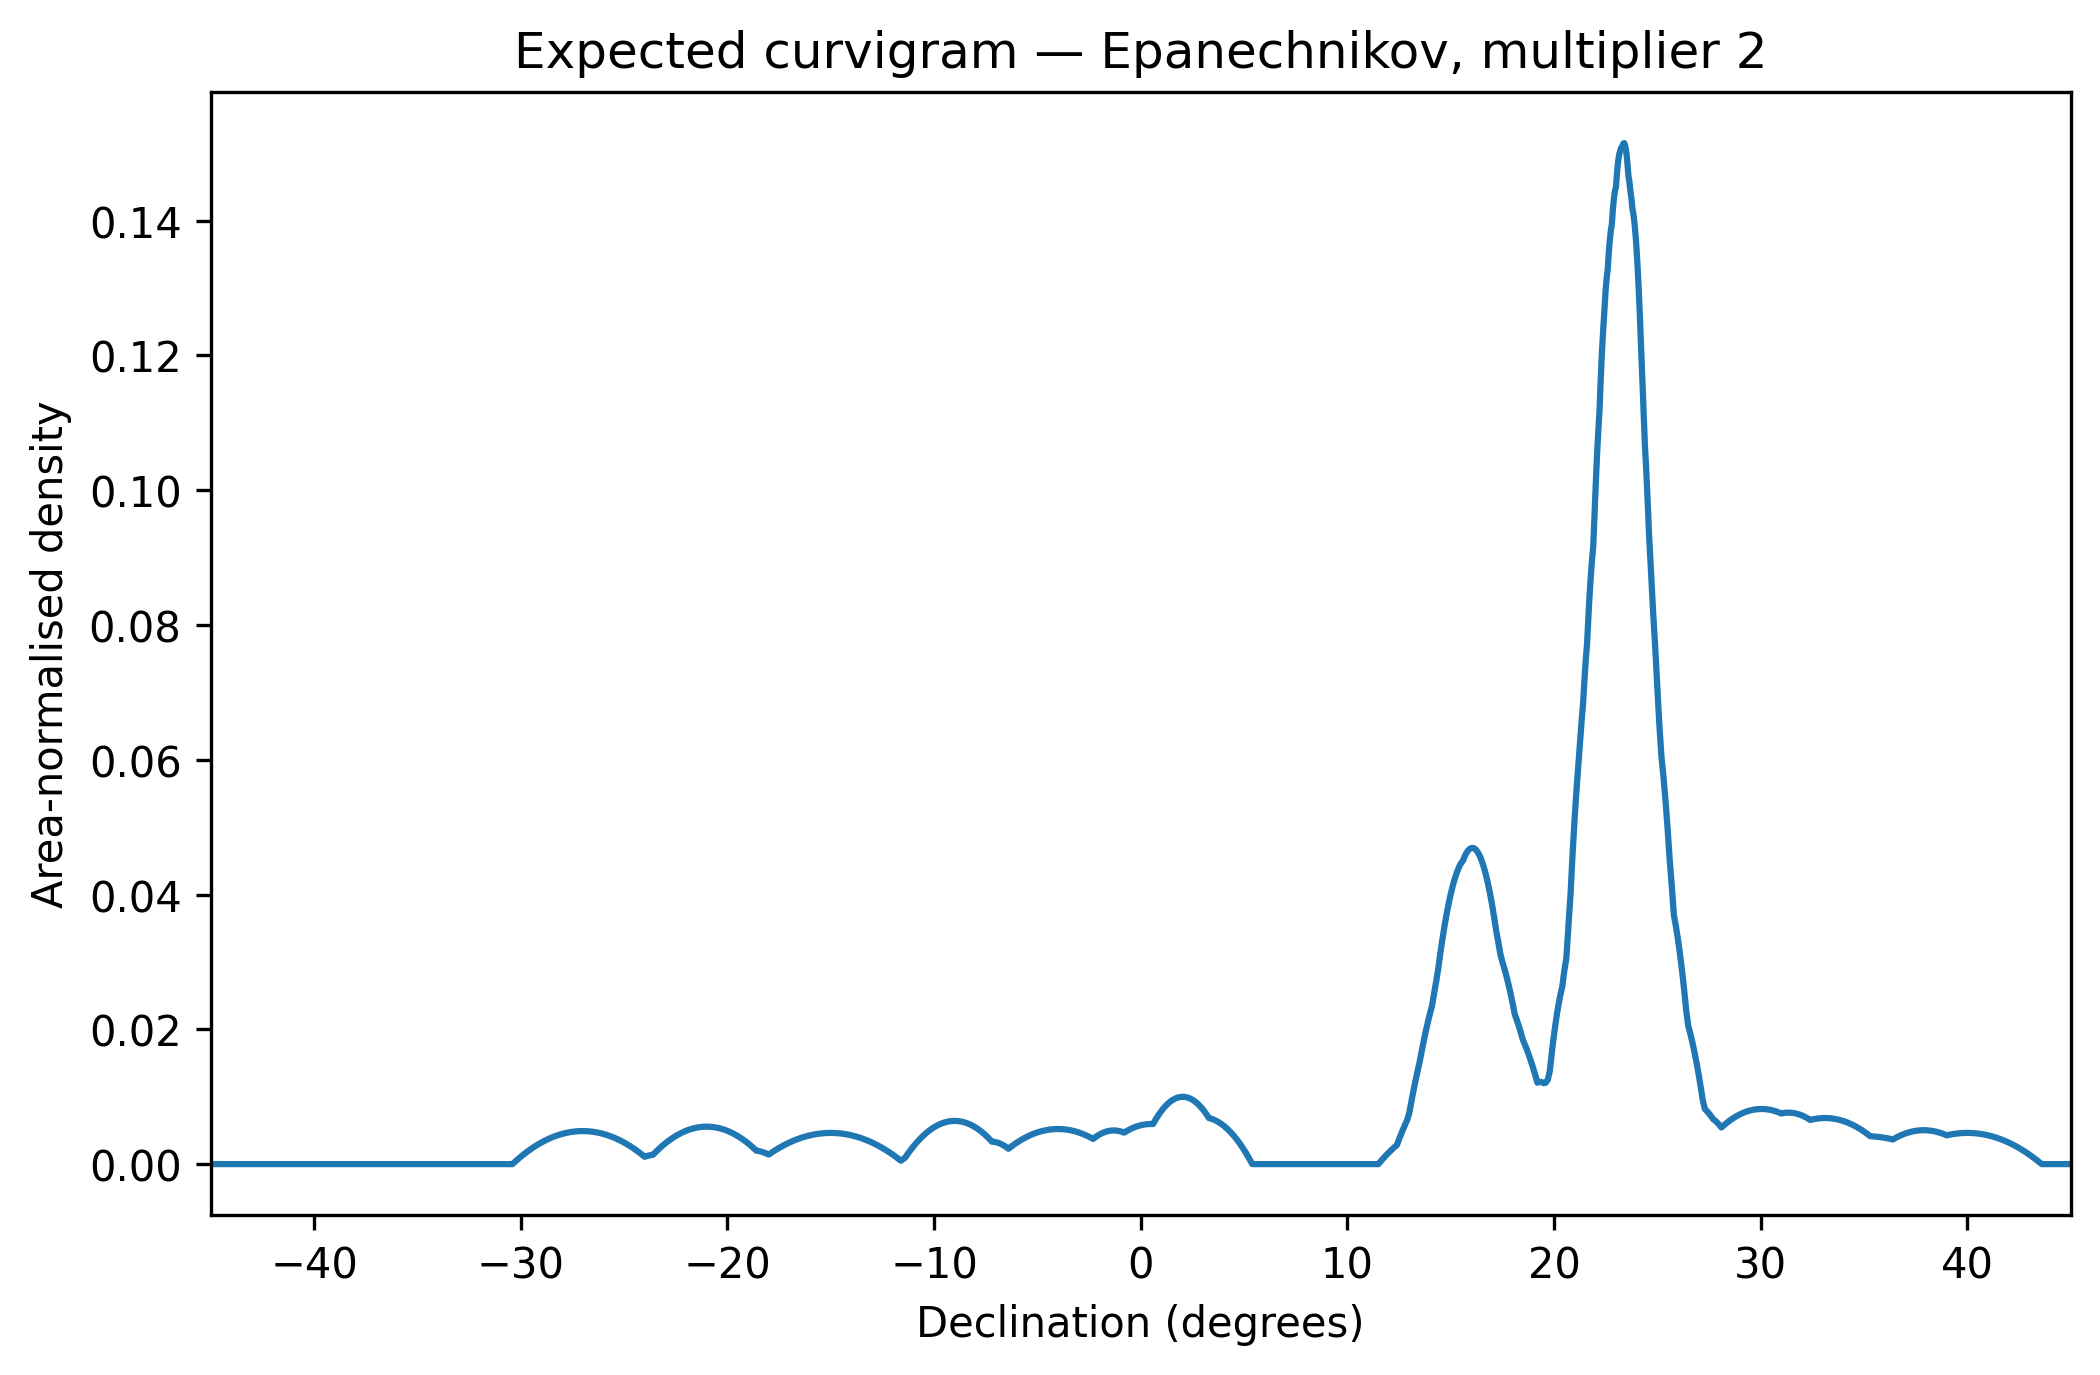 Expected curvigram — Epanechnikov, multiplier 2
Area-normalised density
0.14
0.12
0.10
0.08
0.06
0.04
0.02
0.00
−40 −30 −20 −10 0 10 20 30 40
Declination (degrees)